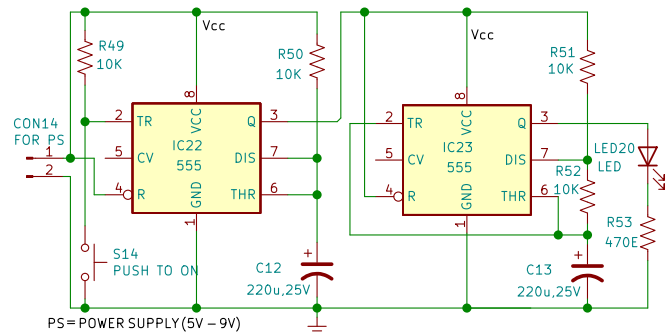 Vcc
Vcc
R49
10K
R50
10K
R51
10K
8
8
CON14
FOR PS
1
2
2
TR
VCC
Q
3
5
CV
IC22
555
DIS
7
4
R
GND
THR
6
1
2
TR
VCC
Q
3
5
CV
IC23
555
DIS
7
4
R
GND
THR
6
1
LED20
LED
R52
10K
R53
470E
S14
PUSH TO ON
+
C12
220u,25V
+
C13
220u,25V
PS=POWER SUPPLY(5V-9V)